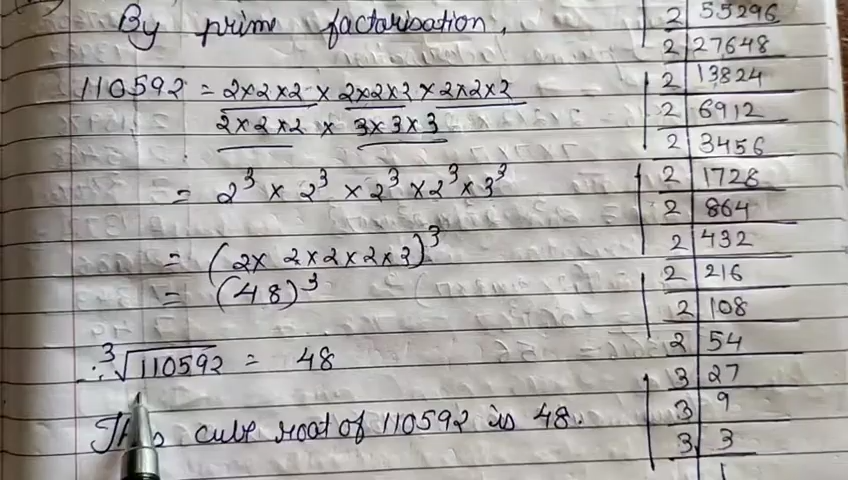 By prime factorisation,
110592 = 2×2×2 × 2×2×2 × 2×2×2
2×2×2 × 3×3×3
= 2³ × 2³ × 2³ × 2³ × 3³
= (2× 2×2×2×3)³
= (48)³
∴ ³√110592 = 48
cube root of 110592 is 48.
2 | 55296
2 | 27648
2 | 13824
2 | 6912
2 | 3456
2 | 1728
2 | 864
2 | 432
2 | 216
2 | 108
2 | 54
3 | 27
3 | 9
3 | 3
1